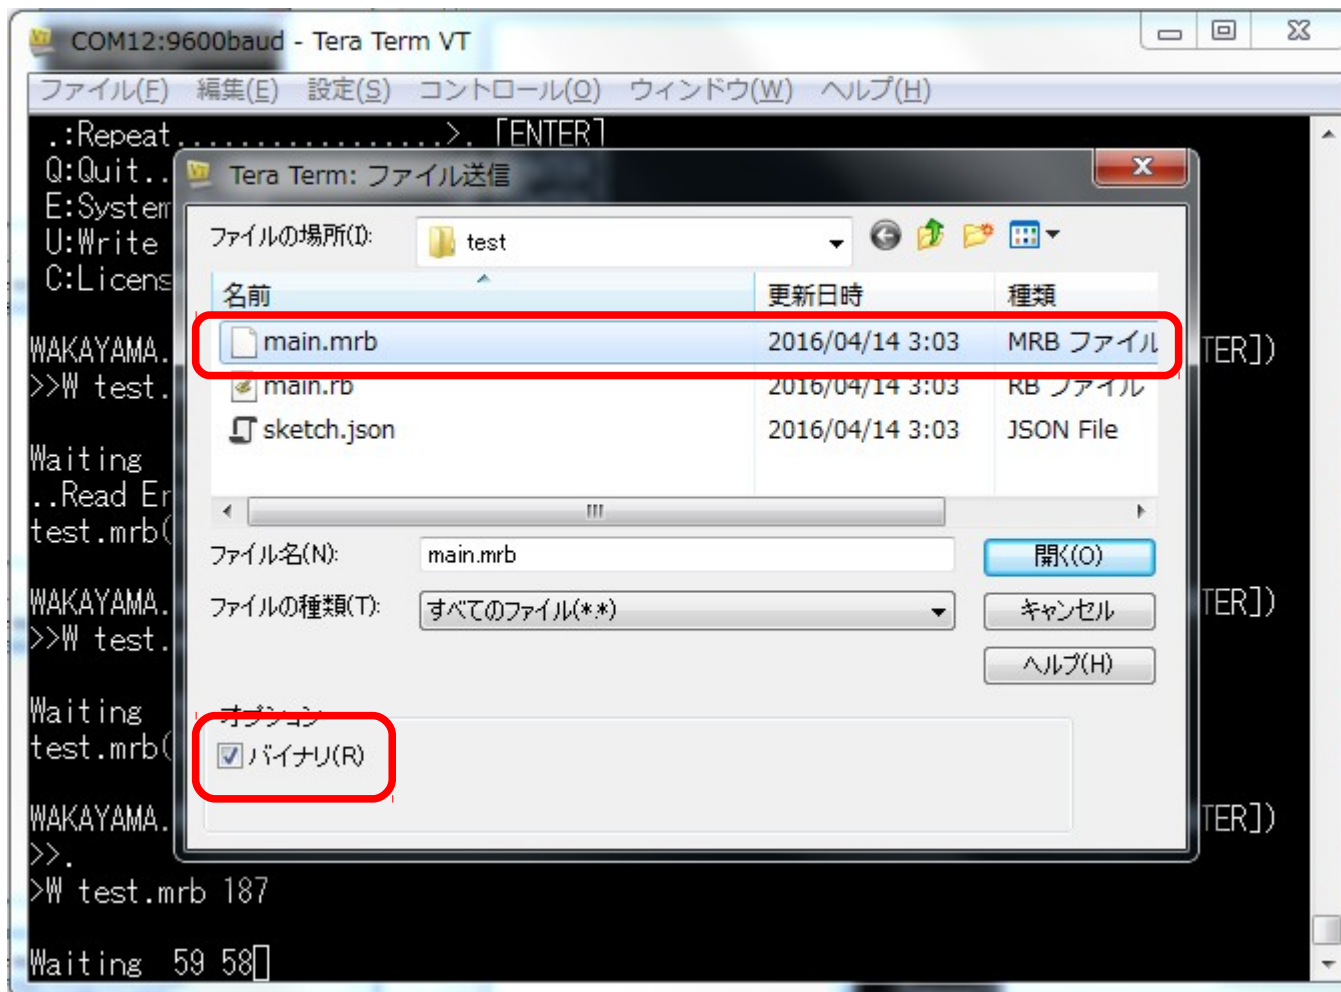 COM12:9600baud - Tera Term VT
ファイル(F) 編集(E) 設定(S) コントロール(O) ウィンドウ(W) ヘルプ(H)
.:Repeat..................>. [ENTER]
Q:Quit..
E:System
U:Write
C:Licens
WAKAYAMA. TER])
>>W test.
Waiting
..Read Er
test.mrb(
WAKAYAMA. TER])
>>W test.
Waiting
test.mrb(
WAKAYAMA. TER])
>>.
>W test.mrb 187
Waiting 59 58
Tera Term: ファイル送信
ファイルの場所(I): test
名前 更新日時 種類
main.mrb 2016/04/14 3:03 MRB ファイル
main.rb 2016/04/14 3:03 RB ファイル
sketch.json 2016/04/14 3:03 JSON File
ファイル名(N): main.mrb 開く(O)
ファイルの種類(T): すべてのファイル(*.*) キャンセル
ヘルプ(H)
オプション
バイナリ(R)